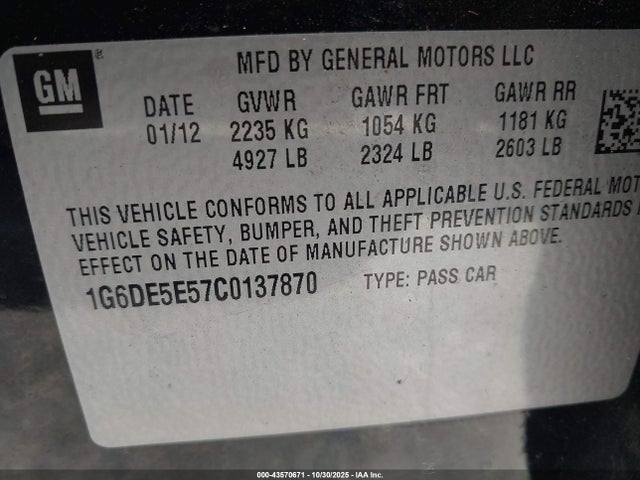 GM ®
MFD BY GENERAL MOTORS LLC
DATE GVWR GAWR FRT GAWR RR
01/12 2235 KG 1054 KG 1181 KG
4927 LB 2324 LB 2603 LB
THIS VEHICLE CONFORMS TO ALL APPLICABLE U.S. FEDERAL MOT
VEHICLE SAFETY, BUMPER, AND THEFT PREVENTION STANDARDS
EFFECT ON THE DATE OF MANUFACTURE SHOWN ABOVE.
1G6DE5E57C0137870 TYPE: PASS CAR
000-43570671 • 10/30/2025 • IAA Inc.